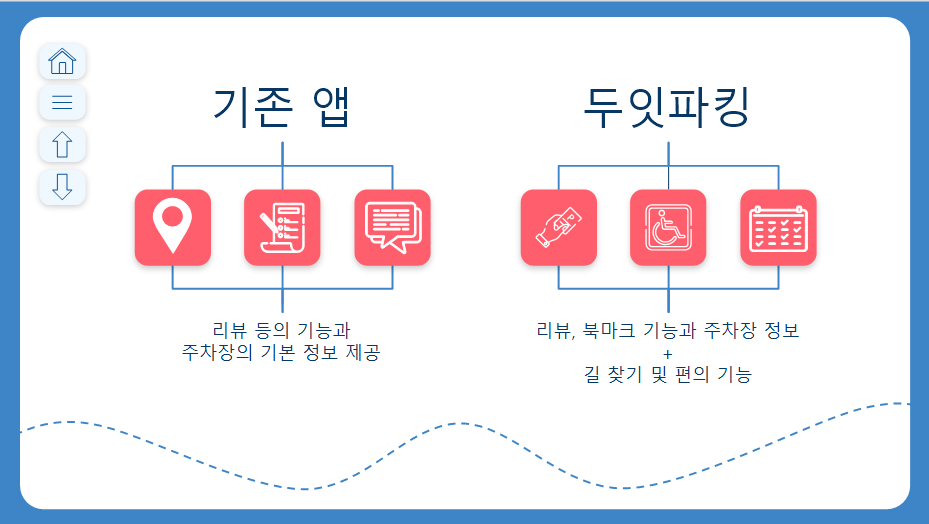 기존 앱
두잇파킹
리뷰 등의 기능과
주차장의 기본 정보 제공
리뷰, 북마크 기능과 주차장 정보
+
길 찾기 및 편의 기능